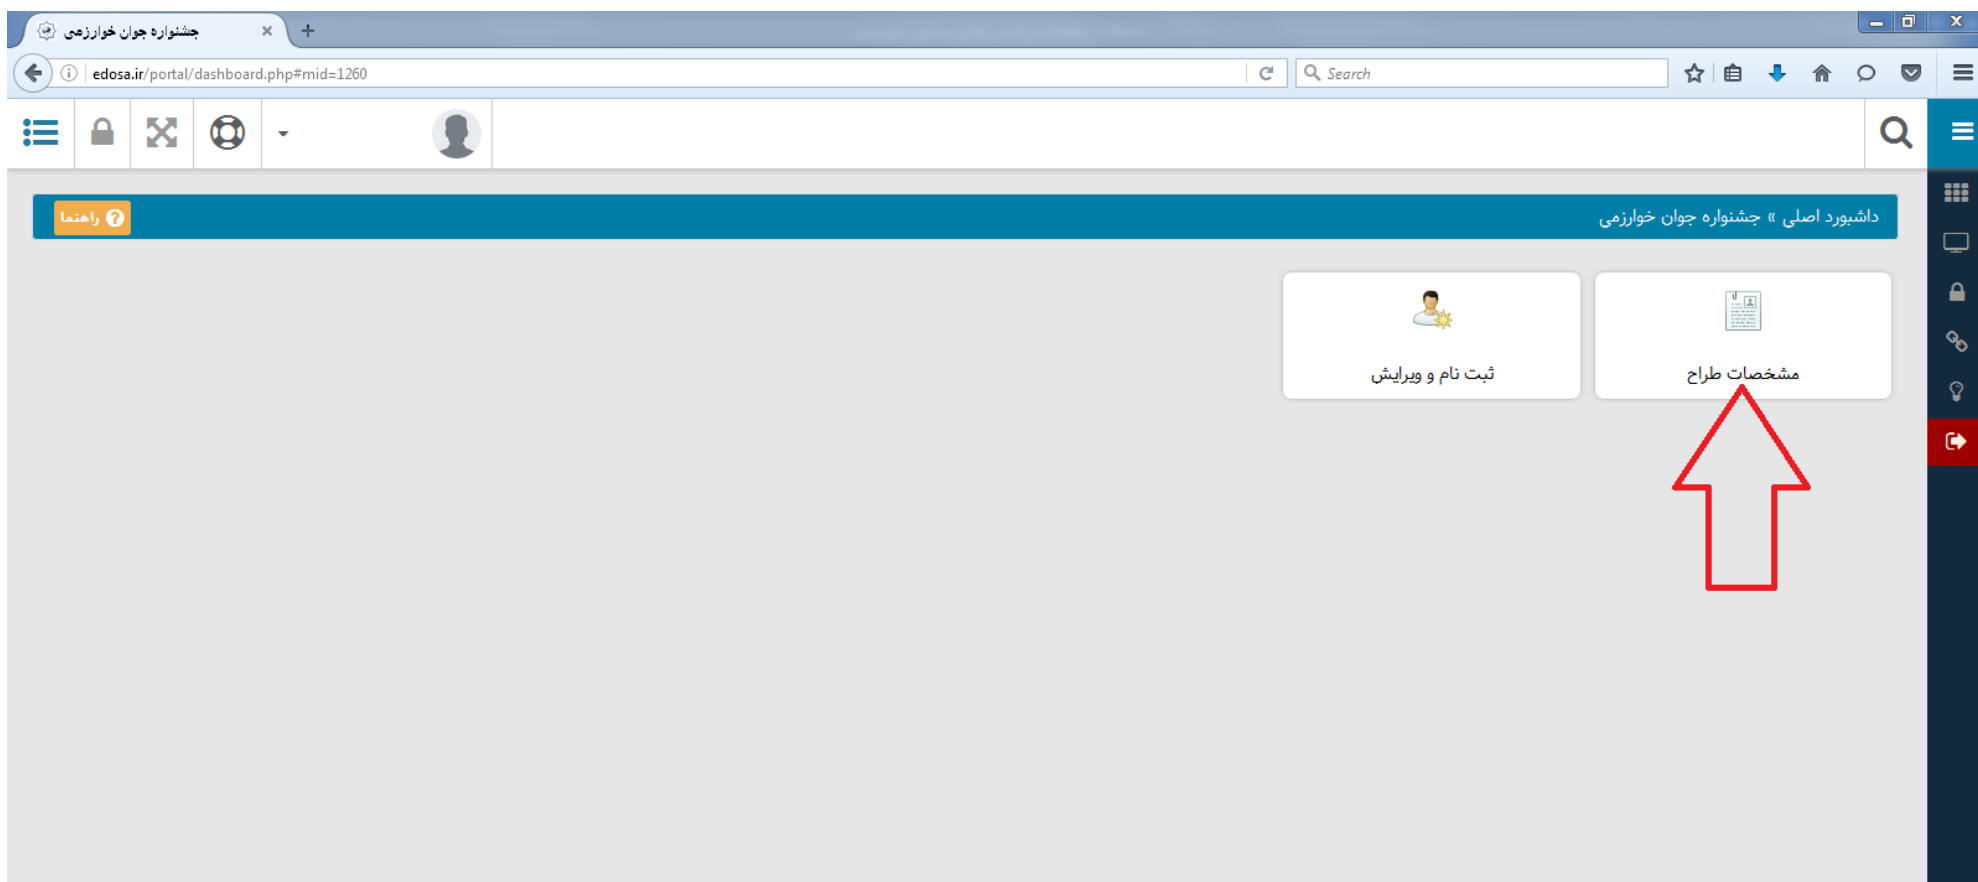 جشنواره جوان خوارزمی
edosa.ir/portal/dashboard.php#mid=1260
Search
داشبورد اصلی » جشنواره جوان خوارزمی
راهنما
مشخصات طراح
ثبت نام و ویرایش